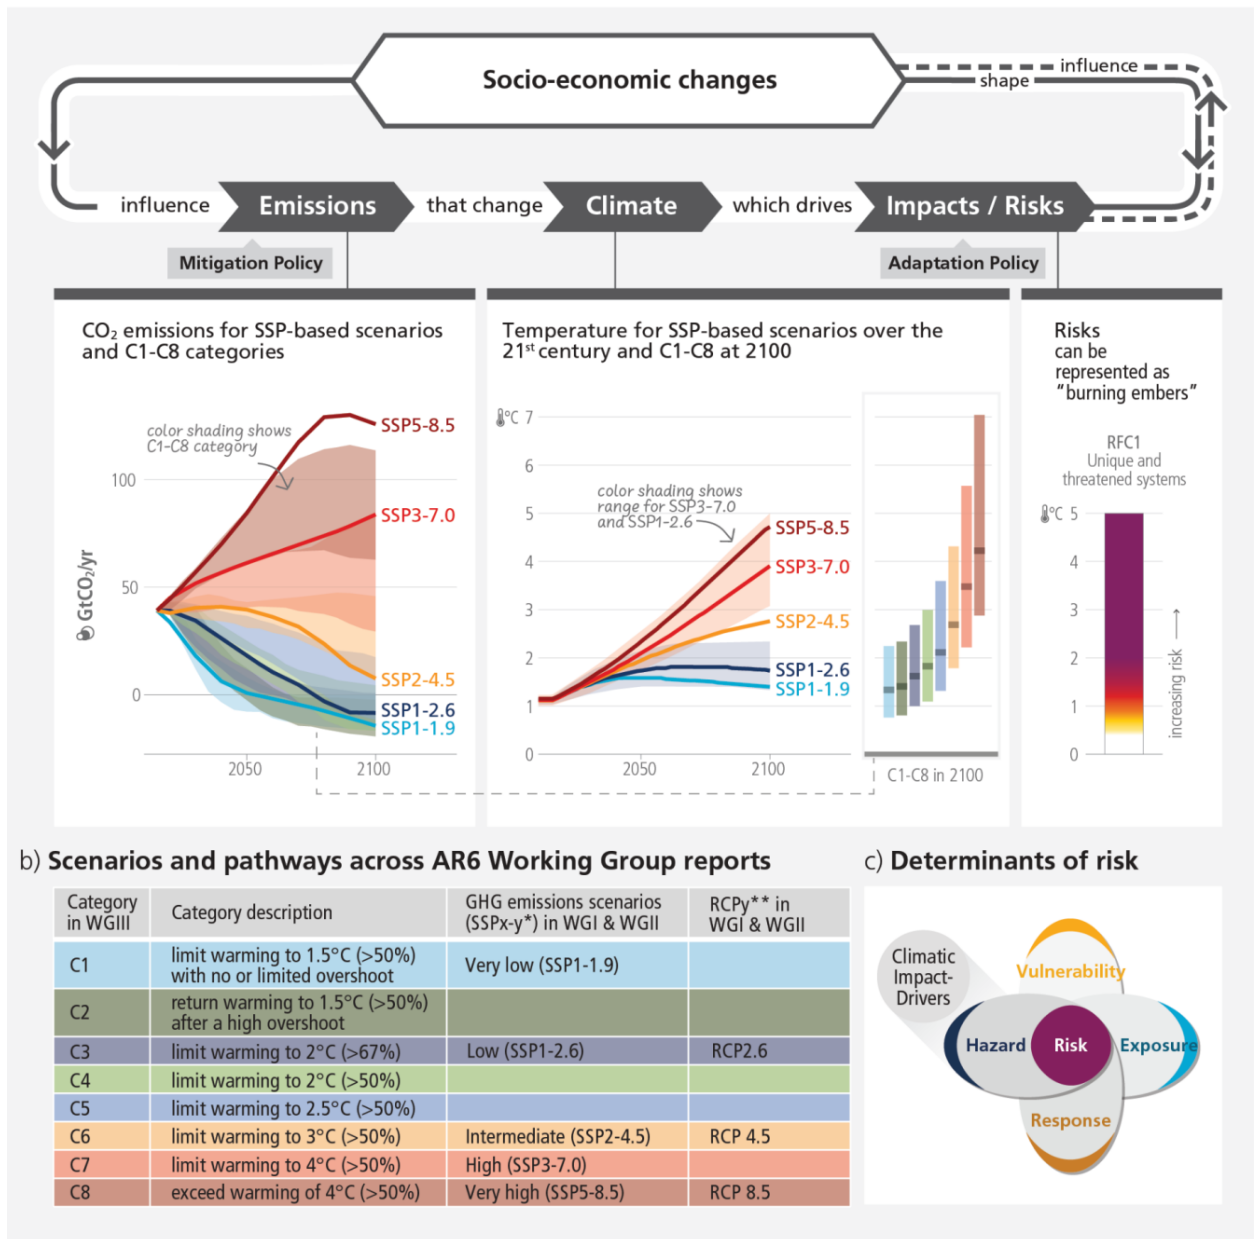 Socio-economic changes
influence
shape
influence
Emissions
that change
Climate
which drives
Impacts / Risks
Mitigation Policy
Adaptation Policy
CO₂ emissions for SSP-based scenarios
and C1-C8 categories
color shading shows
C1-C8 category
GtCO₂/yr
100
50
0
2050
2100
SSP5-8.5
SSP3-7.0
SSP2-4.5
SSP1-2.6
SSP1-1.9
Temperature for SSP-based scenarios over the
21st century and C1-C8 at 2100
°C 7
6
5
4
3
2
1
0
color shading shows
range for SSP3-7.0
and SSP1-2.6
SSP5-8.5
SSP3-7.0
SSP2-4.5
SSP1-2.6
SSP1-1.9
2050
2100
C1-C8 in 2100
Risks
can be
represented as
“burning embers”
RFC1
Unique and
threatened systems
°C 5
4
3
2
1
0
increasing risk
b) Scenarios and pathways across AR6 Working Group reports
Category
in WGIII
Category description
GHG emissions scenarios
(SSPx-y*) in WGI & WGII
RCPy** in
WGI & WGII
C1
limit warming to 1.5°C (>50%)
with no or limited overshoot
Very low (SSP1-1.9)
C2
return warming to 1.5°C (>50%)
after a high overshoot
C3
limit warming to 2°C (>67%)
Low (SSP1-2.6)
RCP2.6
C4
limit warming to 2°C (>50%)
C5
limit warming to 2.5°C (>50%)
C6
limit warming to 3°C (>50%)
Intermediate (SSP2-4.5)
RCP 4.5
C7
limit warming to 4°C (>50%)
High (SSP3-7.0)
C8
exceed warming of 4°C (>50%)
Very high (SSP5-8.5)
RCP 8.5
c) Determinants of risk
Climatic
Impact-
Drivers
Vulnerability
Hazard
Risk
Exposure
Response